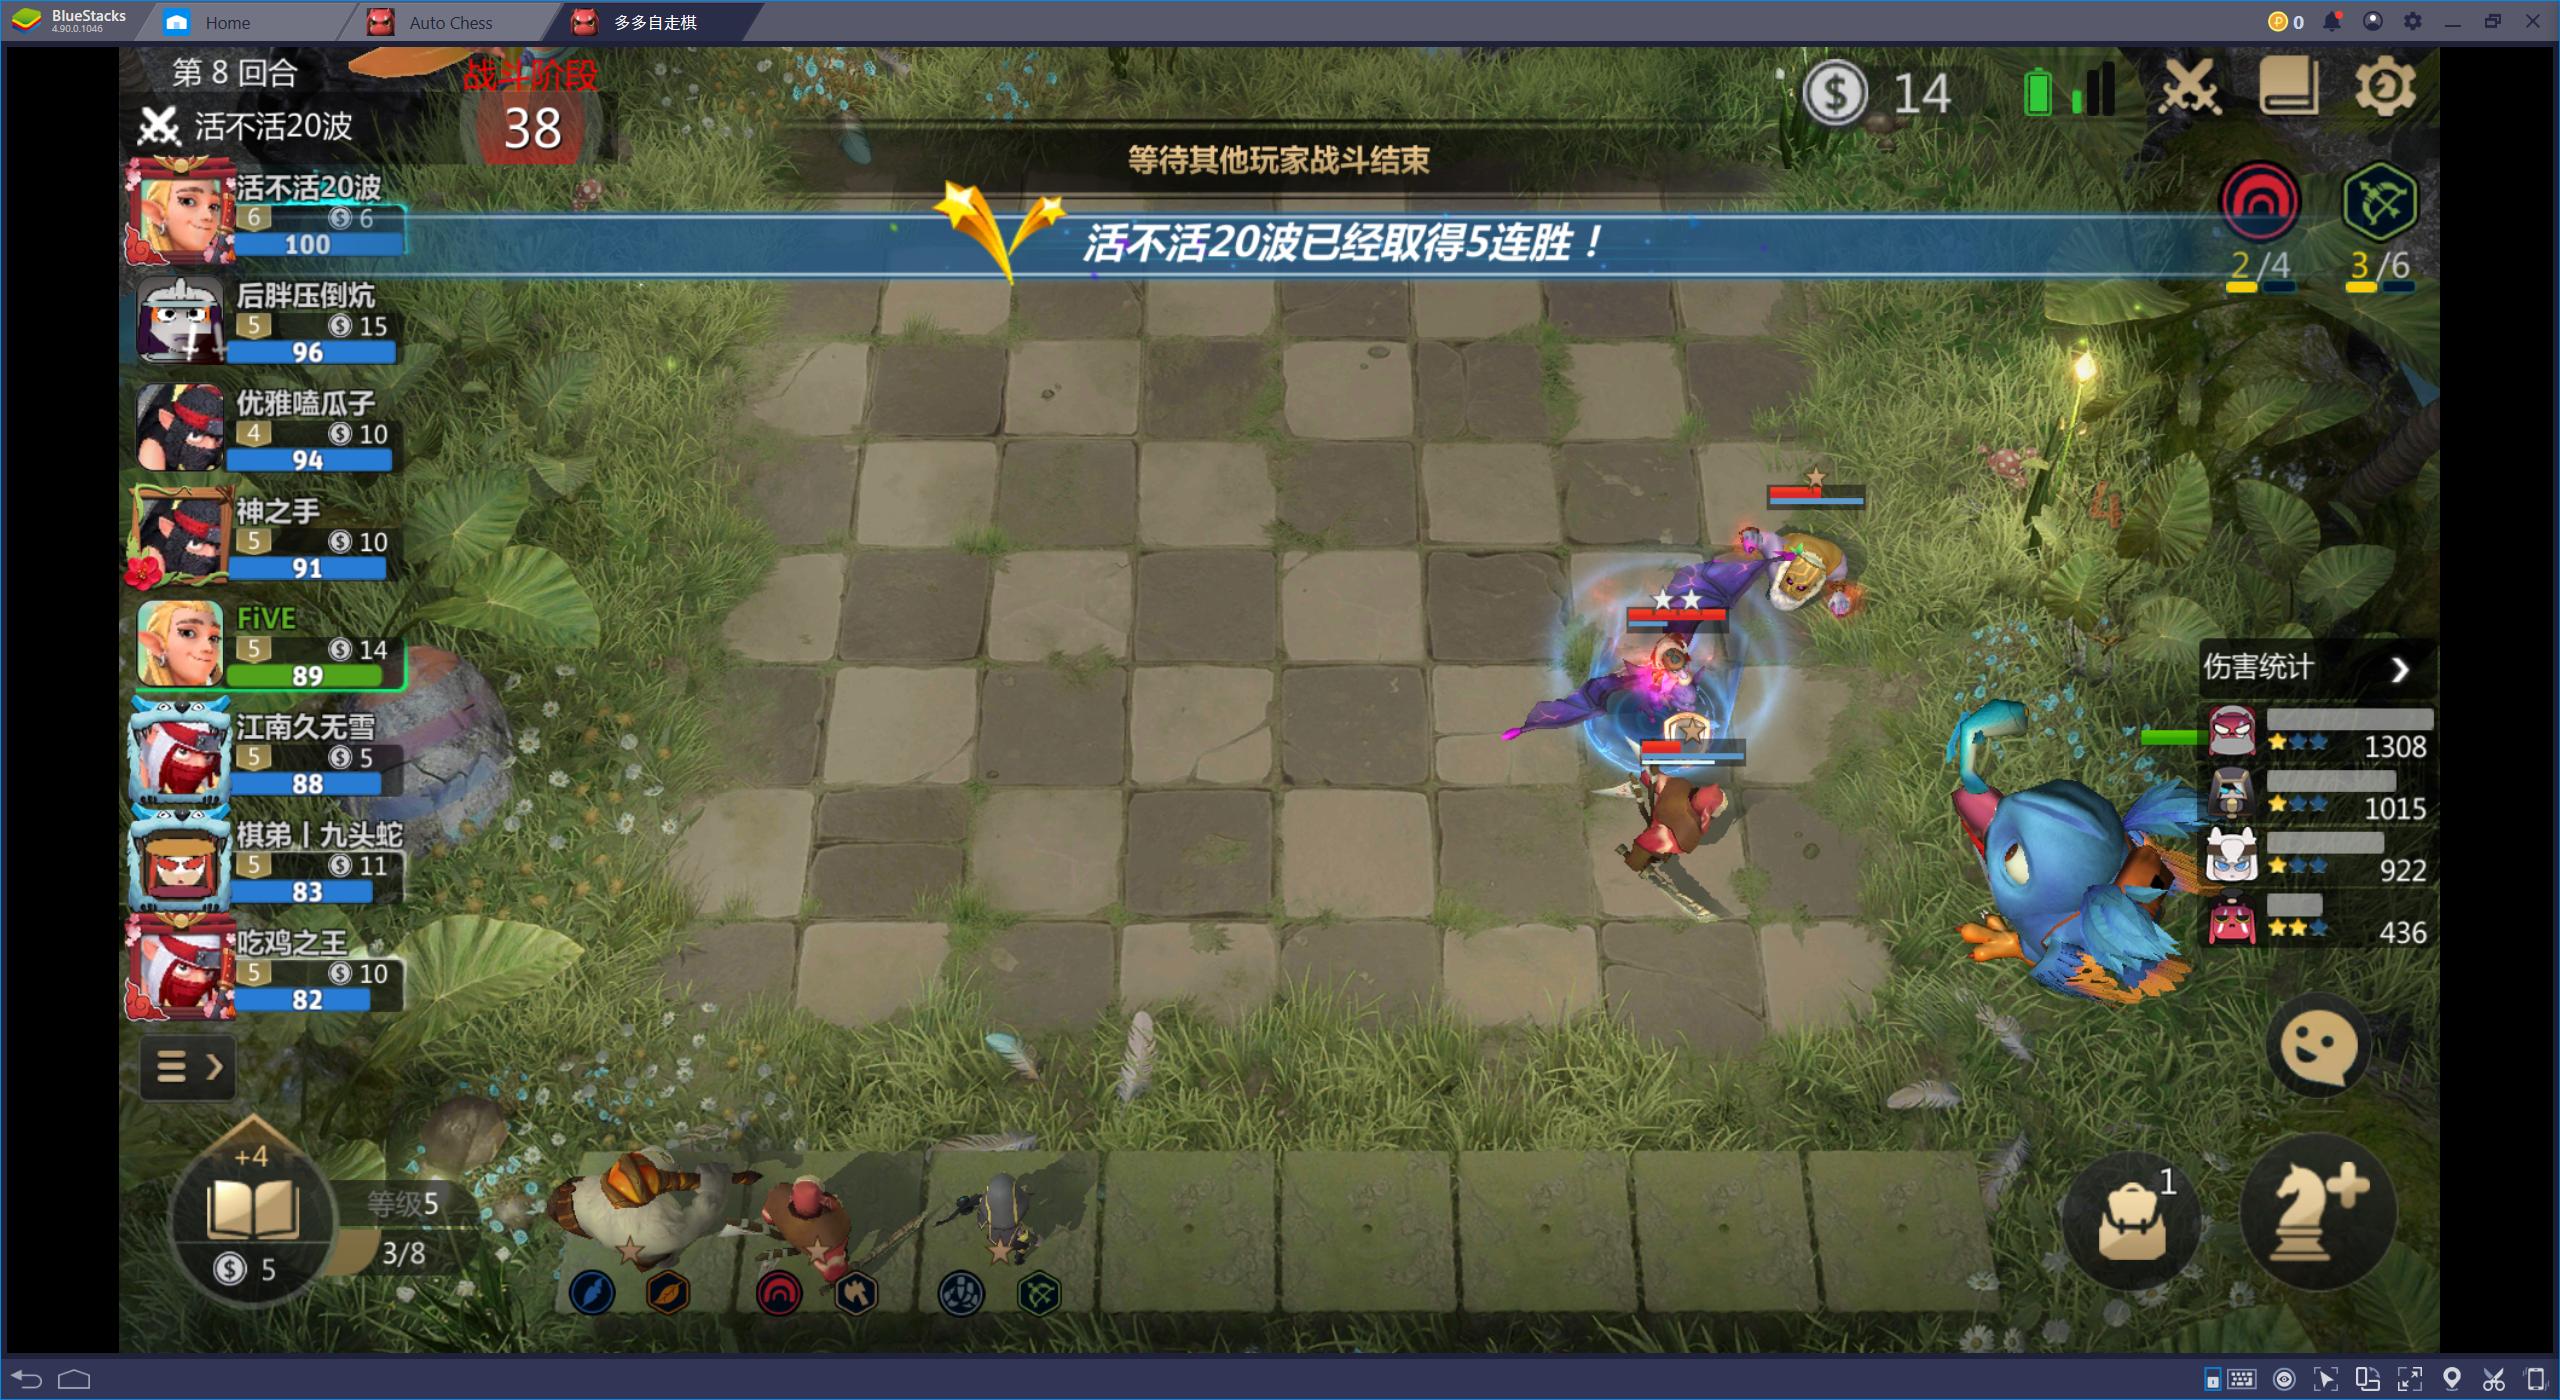 BlueStacks
4.90.0.1046
Home
Auto Chess
多多自走棋
0
第 8 回合
战斗阶段
活不活20波
38
14
等待其他玩家战斗结束
活不活20波已经取得5连胜！
2/4
3/6
活不活20波
6
6
100
后胖压倒炕
5
15
96
优雅嗑瓜子
4
10
94
神之手
5
10
91
FiVE
5
14
89
江南久无雪
5
5
88
棋弟丨九头蛇
5
11
83
吃鸡之王
5
10
82
伤害统计
1308
1015
922
436
+4
等级5
3/8
5
1